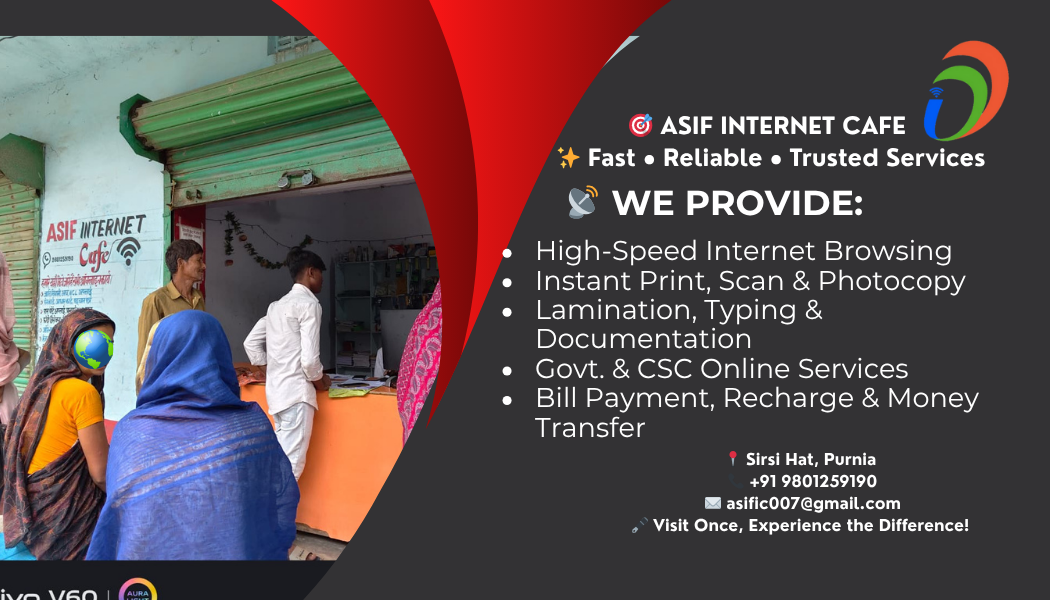 🎯 ASIF INTERNET CAFE
✨ Fast • Reliable • Trusted Services
📡 WE PROVIDE:
• High-Speed Internet Browsing
• Instant Print, Scan & Photocopy
• Lamination, Typing &
Documentation
• Govt. & CSC Online Services
• Bill Payment, Recharge & Money
Transfer
📍 Sirsi Hat, Purnia
📞 +91 9801259190
✉️ asific007@gmail.com
Visit Once, Experience the Difference!
ASIF INTERNET
Cafe
V60 |
AURA
LIGHT